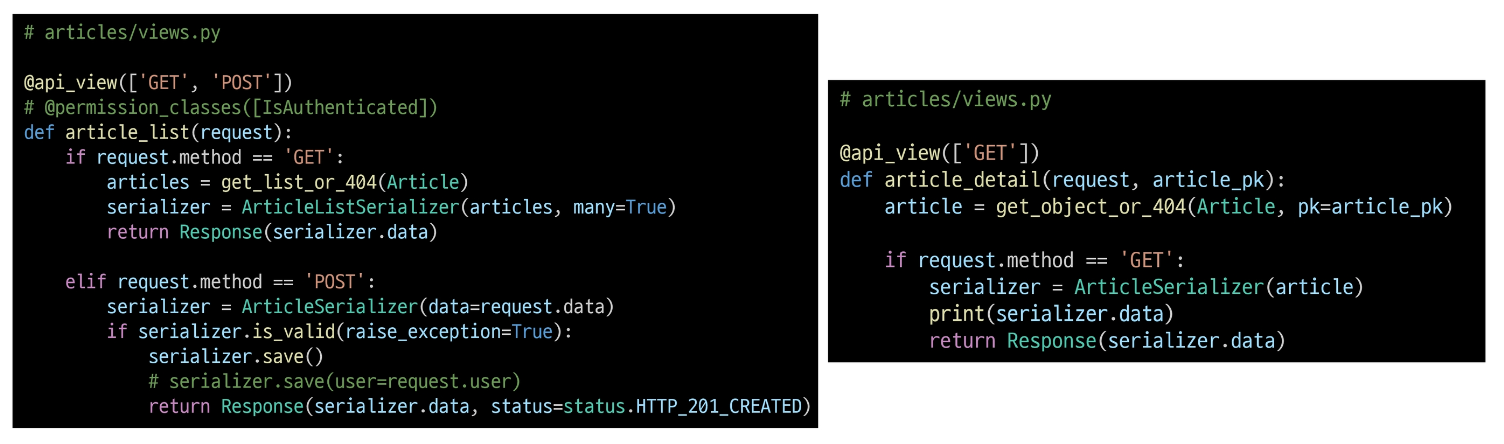 # articles/views.py

@api_view(['GET', 'POST'])
# @permission_classes([IsAuthenticated])
def article_list(request):
    if request.method == 'GET':
        articles = get_list_or_404(Article)
        serializer = ArticleListSerializer(articles, many=True)
        return Response(serializer.data)

    elif request.method == 'POST':
        serializer = ArticleSerializer(data=request.data)
        if serializer.is_valid(raise_exception=True):
            serializer.save()
            # serializer.save(user=request.user)
            return Response(serializer.data, status=status.HTTP_201_CREATED)

# articles/views.py

@api_view(['GET'])
def article_detail(request, article_pk):
    article = get_object_or_404(Article, pk=article_pk)

    if request.method == 'GET':
        serializer = ArticleSerializer(article)
        print(serializer.data)
        return Response(serializer.data)